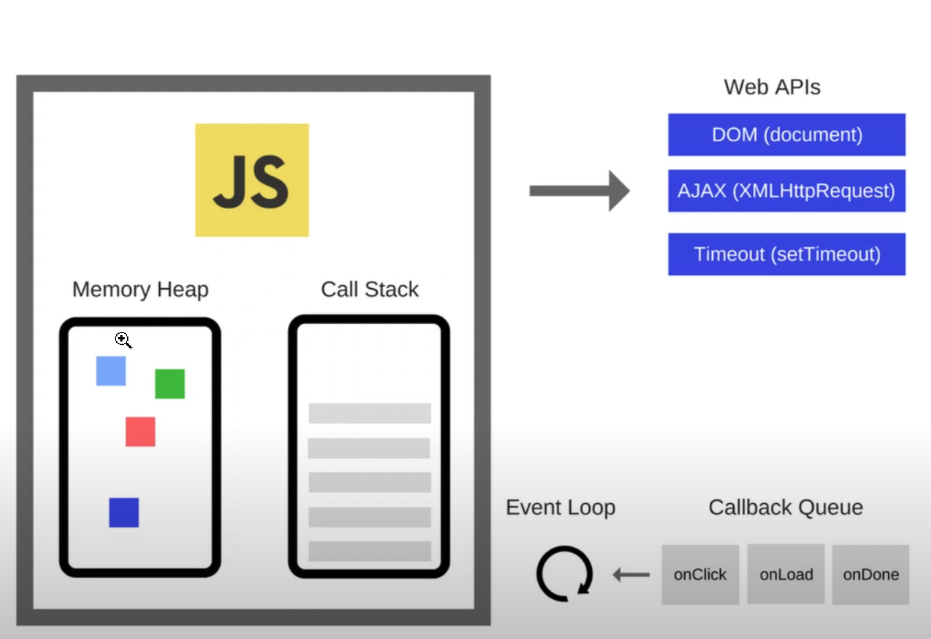 Web APIs
DOM (document)
JS
AJAX (XMLHttpRequest)
Timeout (setTimeout)
Memory Heap
Call Stack
Event Loop
Callback Queue
onClick
onLoad
onDone